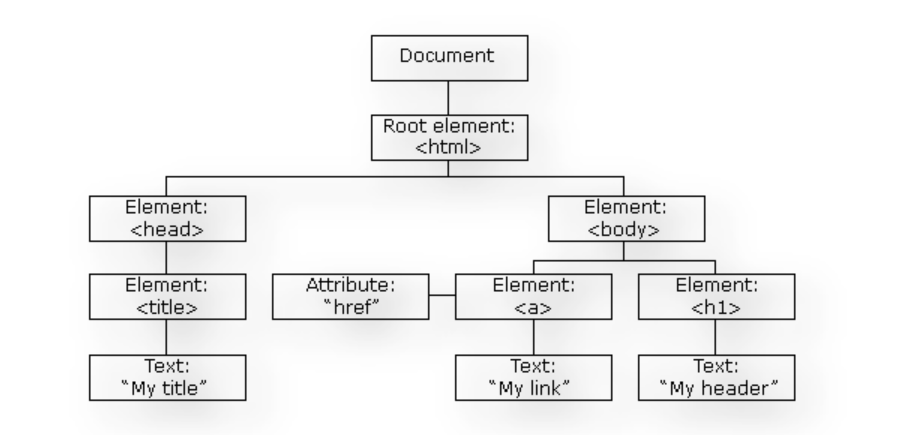 Document
Root element:
<html>
Element:
<head>
Element:
<body>
Element:
<title>
Attribute:
“href”
Element:
<a>
Element:
<h1>
Text:
“My title”
Text:
“My link”
Text:
“My header”